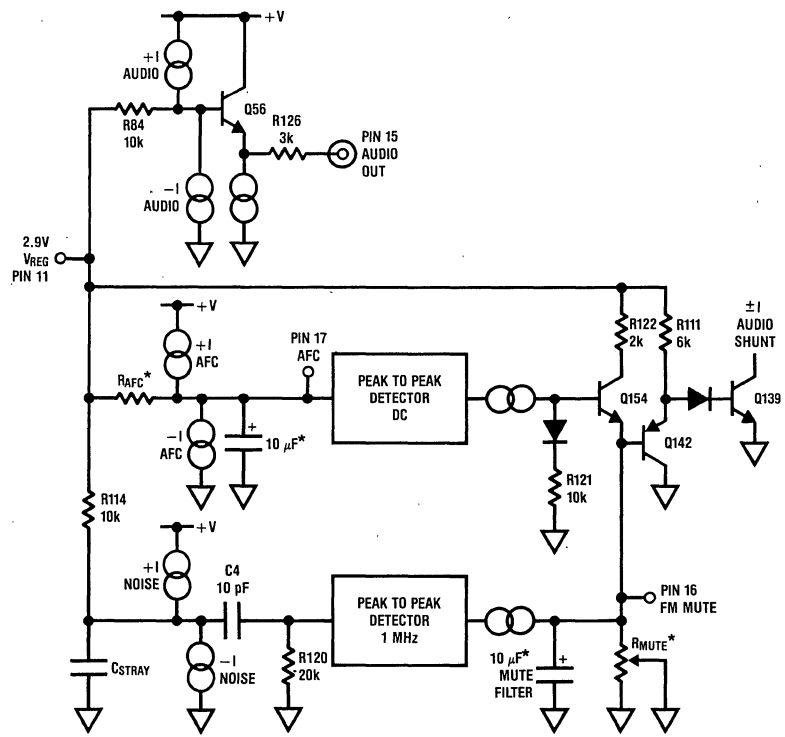 +V
+I
AUDIO
Q56
R84
10k
R126
3k
PIN 15
AUDIO
OUT
−I
AUDIO
2.9V
VREG
PIN 11
+V
+I
AFC
PIN 17
AFC
RAFC*
−I
AFC
+
10 μF*
PEAK TO PEAK
DETECTOR
DC
R122
2k
R111
6k
±I
AUDIO
SHUNT
Q154
Q139
Q142
R121
10k
R114
10k
+V
+I
NOISE
C4
10 pF
PEAK TO PEAK
DETECTOR
1 MHz
PIN 16
FM MUTE
CSTRAY
−I
NOISE
R120
20k
10 μF*
MUTE
FILTER
+
RMUTE*